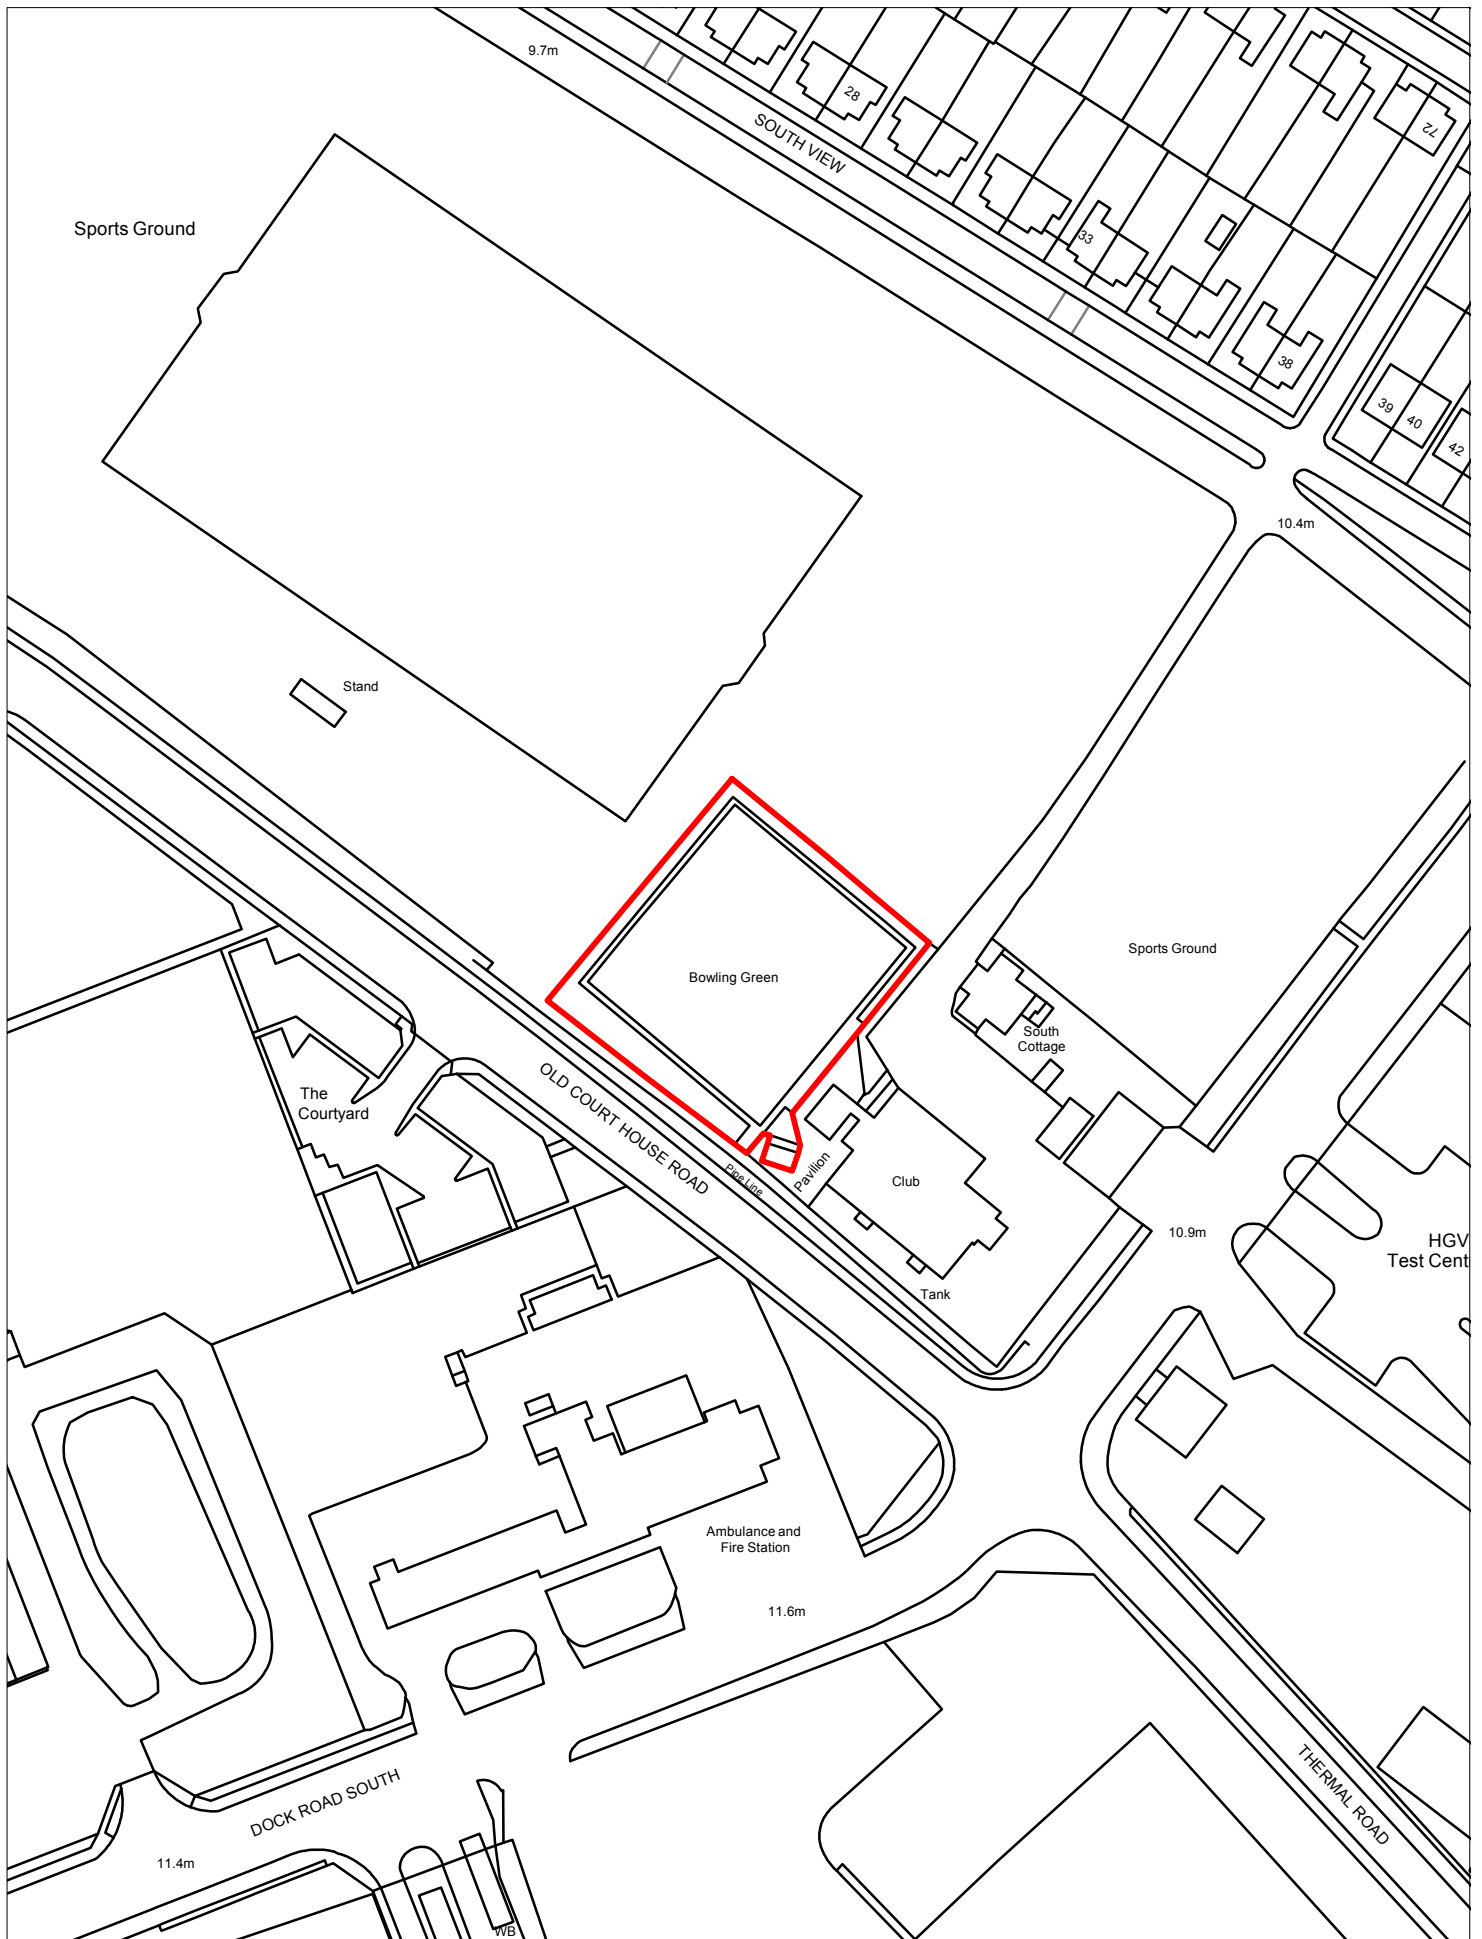 9.7m
28
SOUTH VIEW
72
Sports Ground
33
38
39
40
42
10.4m
Stand
Bowling Green
Sports Ground
South
Cottage
The
Courtyard
OLD COURT HOUSE ROAD
Pipe Line
Pavilion
Club
10.9m
HGV
Test Cent
Tank
Ambulance and
Fire Station
11.6m
THERMAL ROAD
DOCK ROAD SOUTH
11.4m
WB